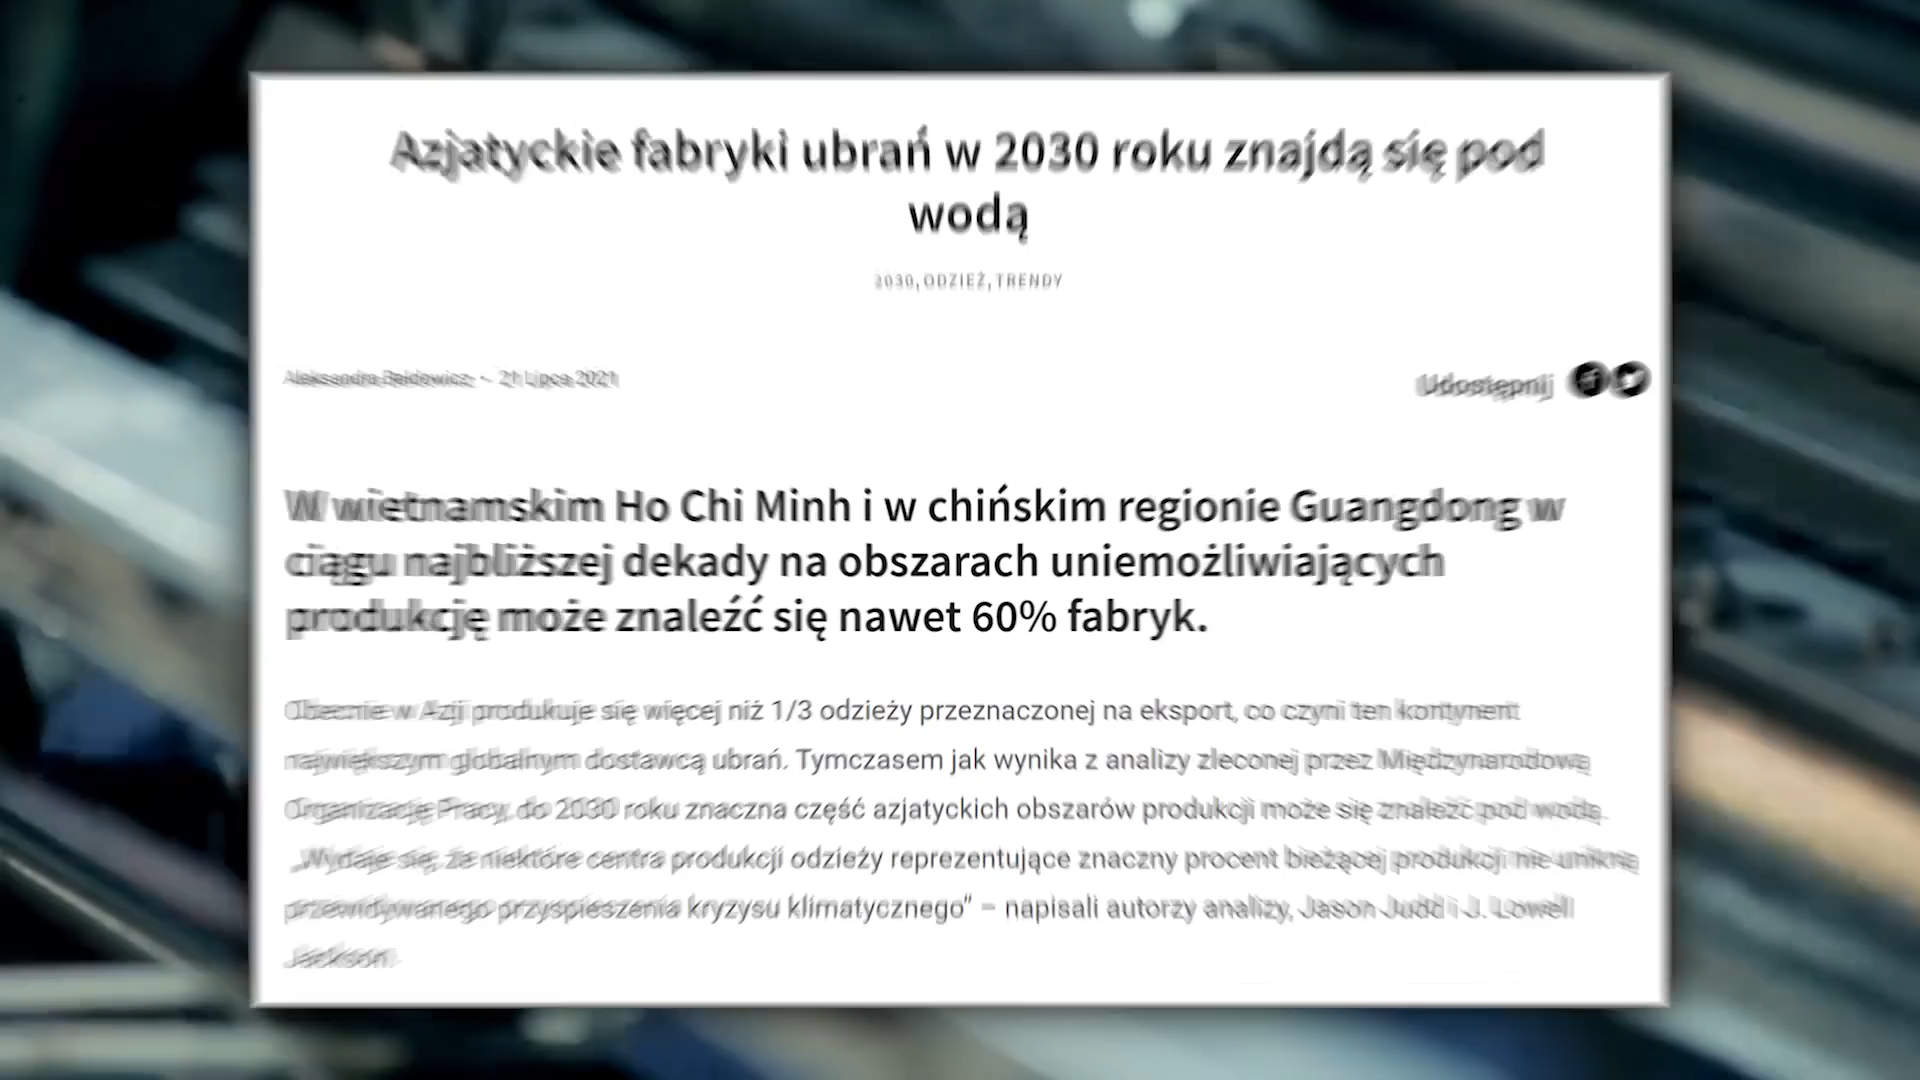 Azjatyckie fabryki ubrań w 2030 roku znajdą się pod
wodą
2030, ODZIEŻ, TRENDY
Aleksandra - 21 Lipca 2021
Udostępnij
W wietnamskim Ho Chi Minh i w chińskim regionie Guangdong w
ciągu najbliższej dekady na obszarach uniemożliwiających
produkcję może znaleźć się nawet 60% fabryk.
Obecnie w Azji produkuje się więcej niż 1/3 odzieży przeznaczonej na eksport, co czyni ten kontynent
największym globalnym dostawcą ubrań. Tymczasem jak wynika z analizy zleconej przez Międzynarodową
Organizację Pracy, do 2030 roku znaczna część azjatyckich obszarów produkcji może się znaleźć pod wodą.
„Wydaje się, że niektóre centra produkcji odzieży reprezentujące znaczny procent bieżącej produkcji nie unikną
przewidywanego przyspieszenia kryzysu klimatycznego” – napisali autorzy analizy, Jason Judd i J. Lowell
Jackson.